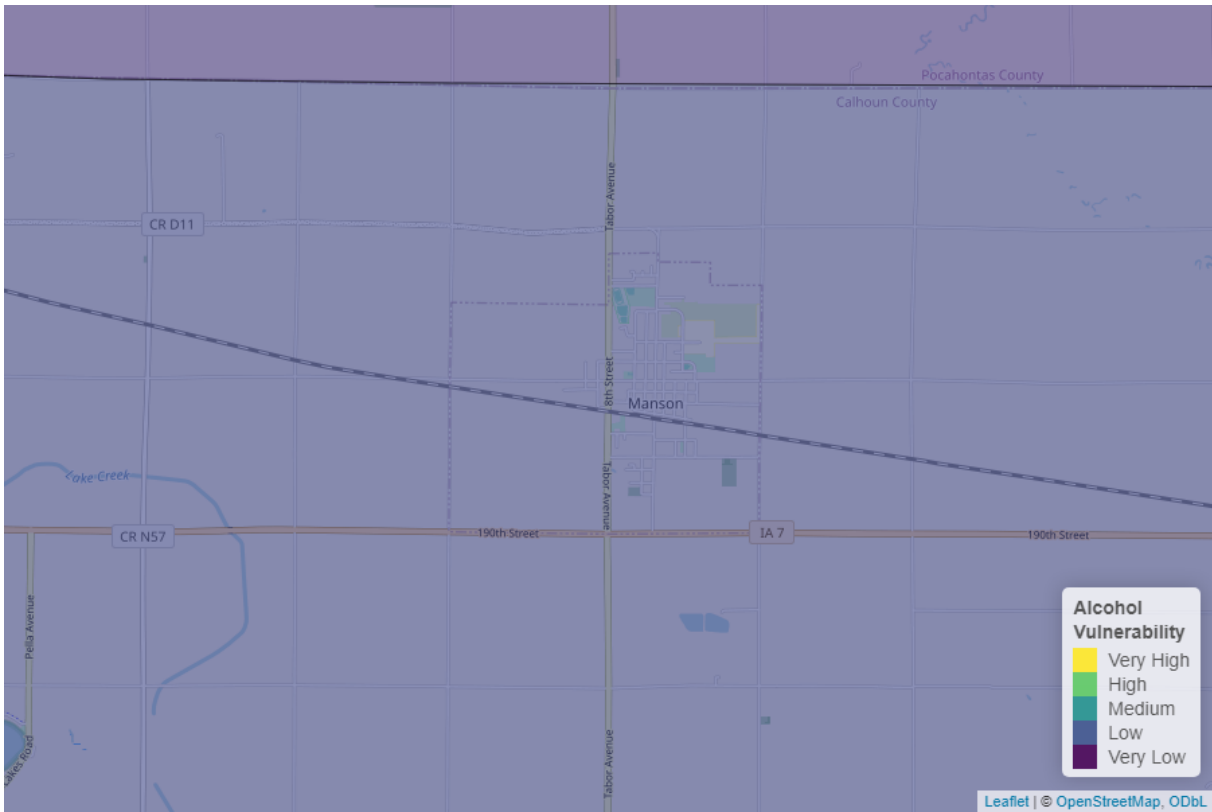 Pocahontas County
Calhoun County
Tabor Avenue
CR D11
8th Street
Manson
Lake Creek
Tabor Avenue
CR N57
190th Street
IA 7
190th Street
Pella Avenue
Tabor Avenue
Lakes Road
Alcohol
Vulnerability
Very High
High
Medium
Low
Very Low
Leaflet | © OpenStreetMap, ODbL